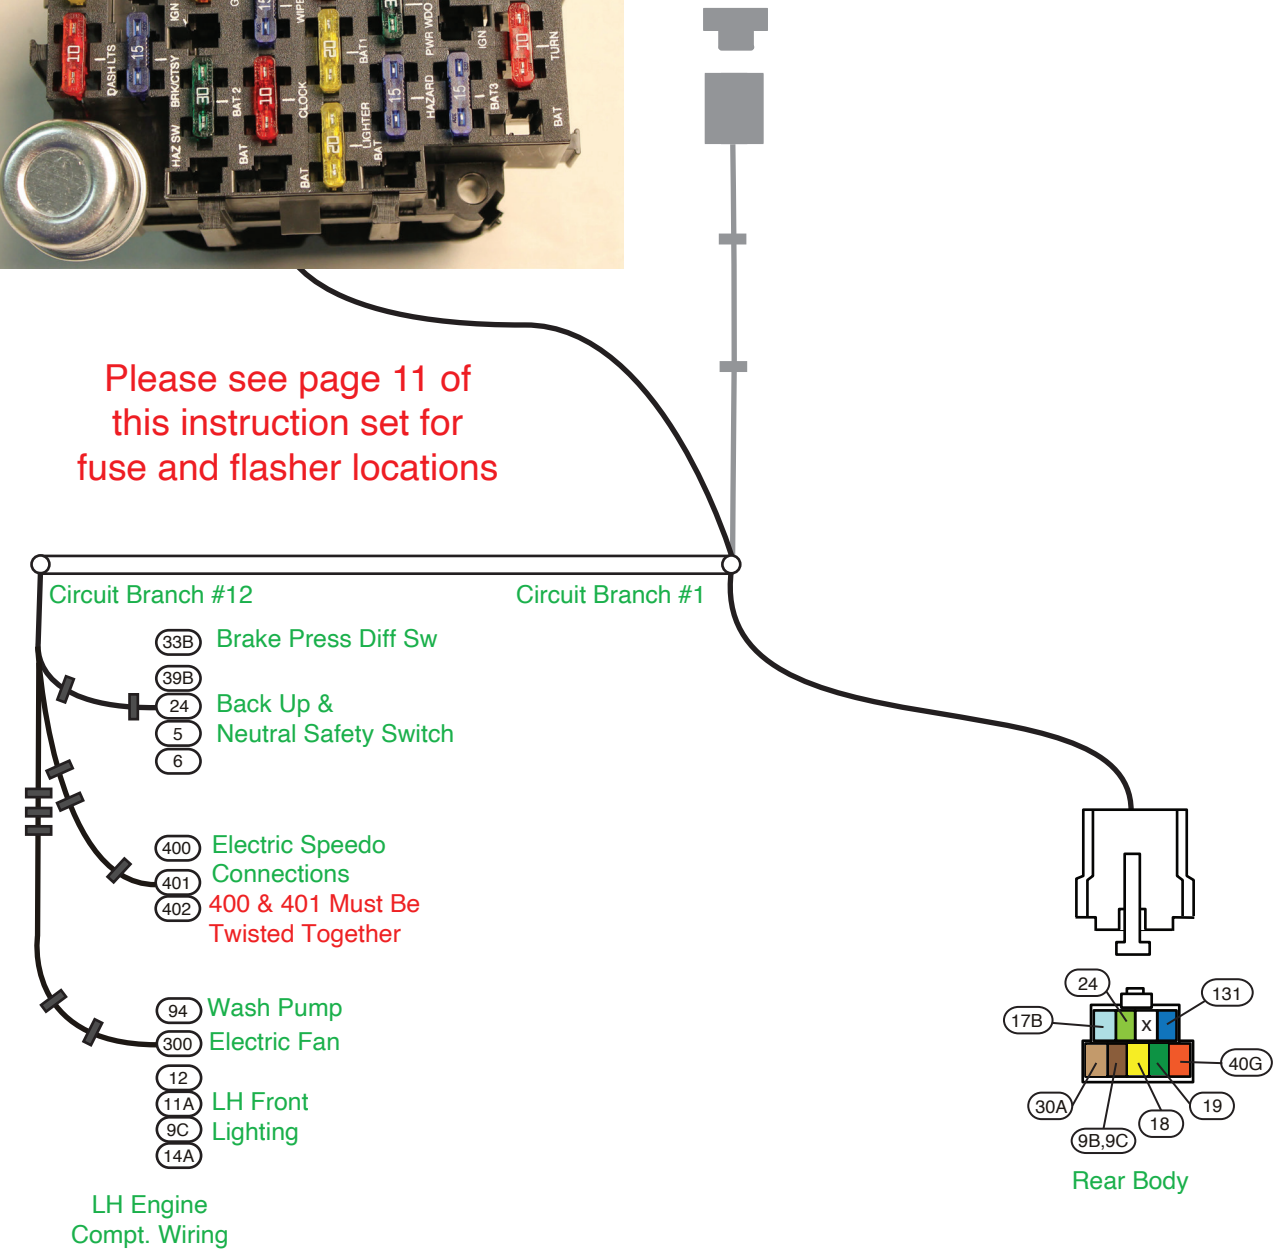 IGN
G
15
WIPE
3
PWR WDO
IGN
10
TURN
10
DASH LTS
15
BRK/CTSY
30
BAT 2
10
CLOCK
20
BAT1
15
HAZARD
15
BAT3
BAT
HAZ SW
BAT
BAT
20
LIGHTER
BAT
Please see page 11 of
this instruction set for
fuse and flasher locations
Circuit Branch #12
Circuit Branch #1
33B Brake Press Diff Sw
39B
24 Back Up &
5 Neutral Safety Switch
6
400 Electric Speedo
401 Connections
402 400 & 401 Must Be
Twisted Together
94 Wash Pump
300 Electric Fan
12
11A LH Front
9C Lighting
14A
LH Engine
Compt. Wiring
24
131
17B
X
40G
30A
19
18
9B,9C
Rear Body